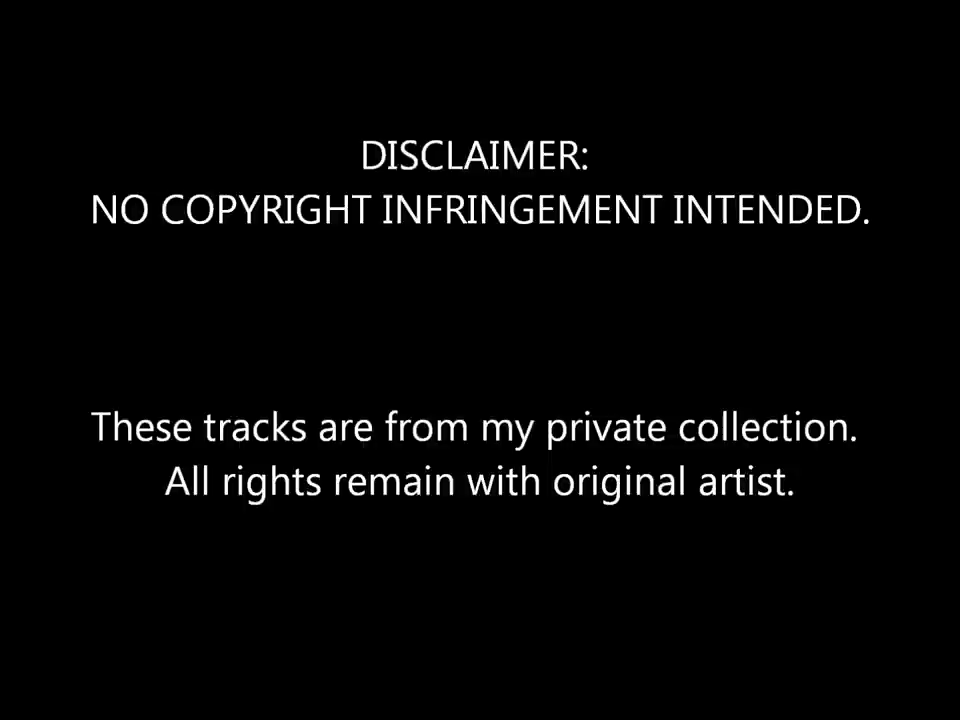 DISCLAIMER:
NO COPYRIGHT INFRINGEMENT INTENDED.
These tracks are from my private collection.
All rights remain with original artist.